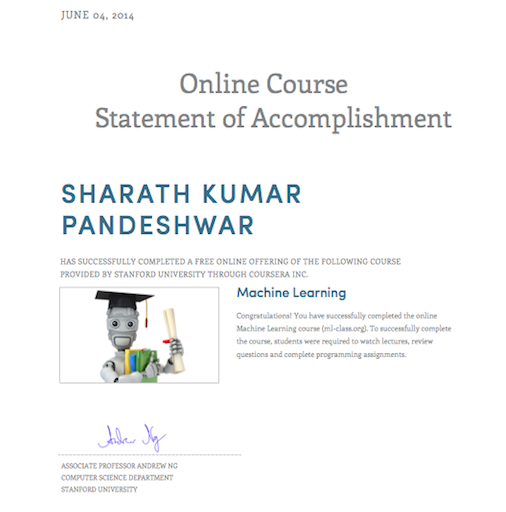 JUNE 04, 2014
Online Course
Statement of Accomplishment
SHARATH KUMAR
PANDESHWAR
HAS SUCCESSFULLY COMPLETED A FREE ONLINE OFFERING OF THE FOLLOWING COURSE
PROVIDED BY STANFORD UNIVERSITY THROUGH COURSERA INC.
Machine Learning
Congratulations! You have successfully completed the online
Machine Learning course (ml-class.org). To successfully complete
the course, students were required to watch lectures, review
questions and complete programming assignments.
Andrew Ng
ASSOCIATE PROFESSOR ANDREW NG
COMPUTER SCIENCE DEPARTMENT
STANFORD UNIVERSITY